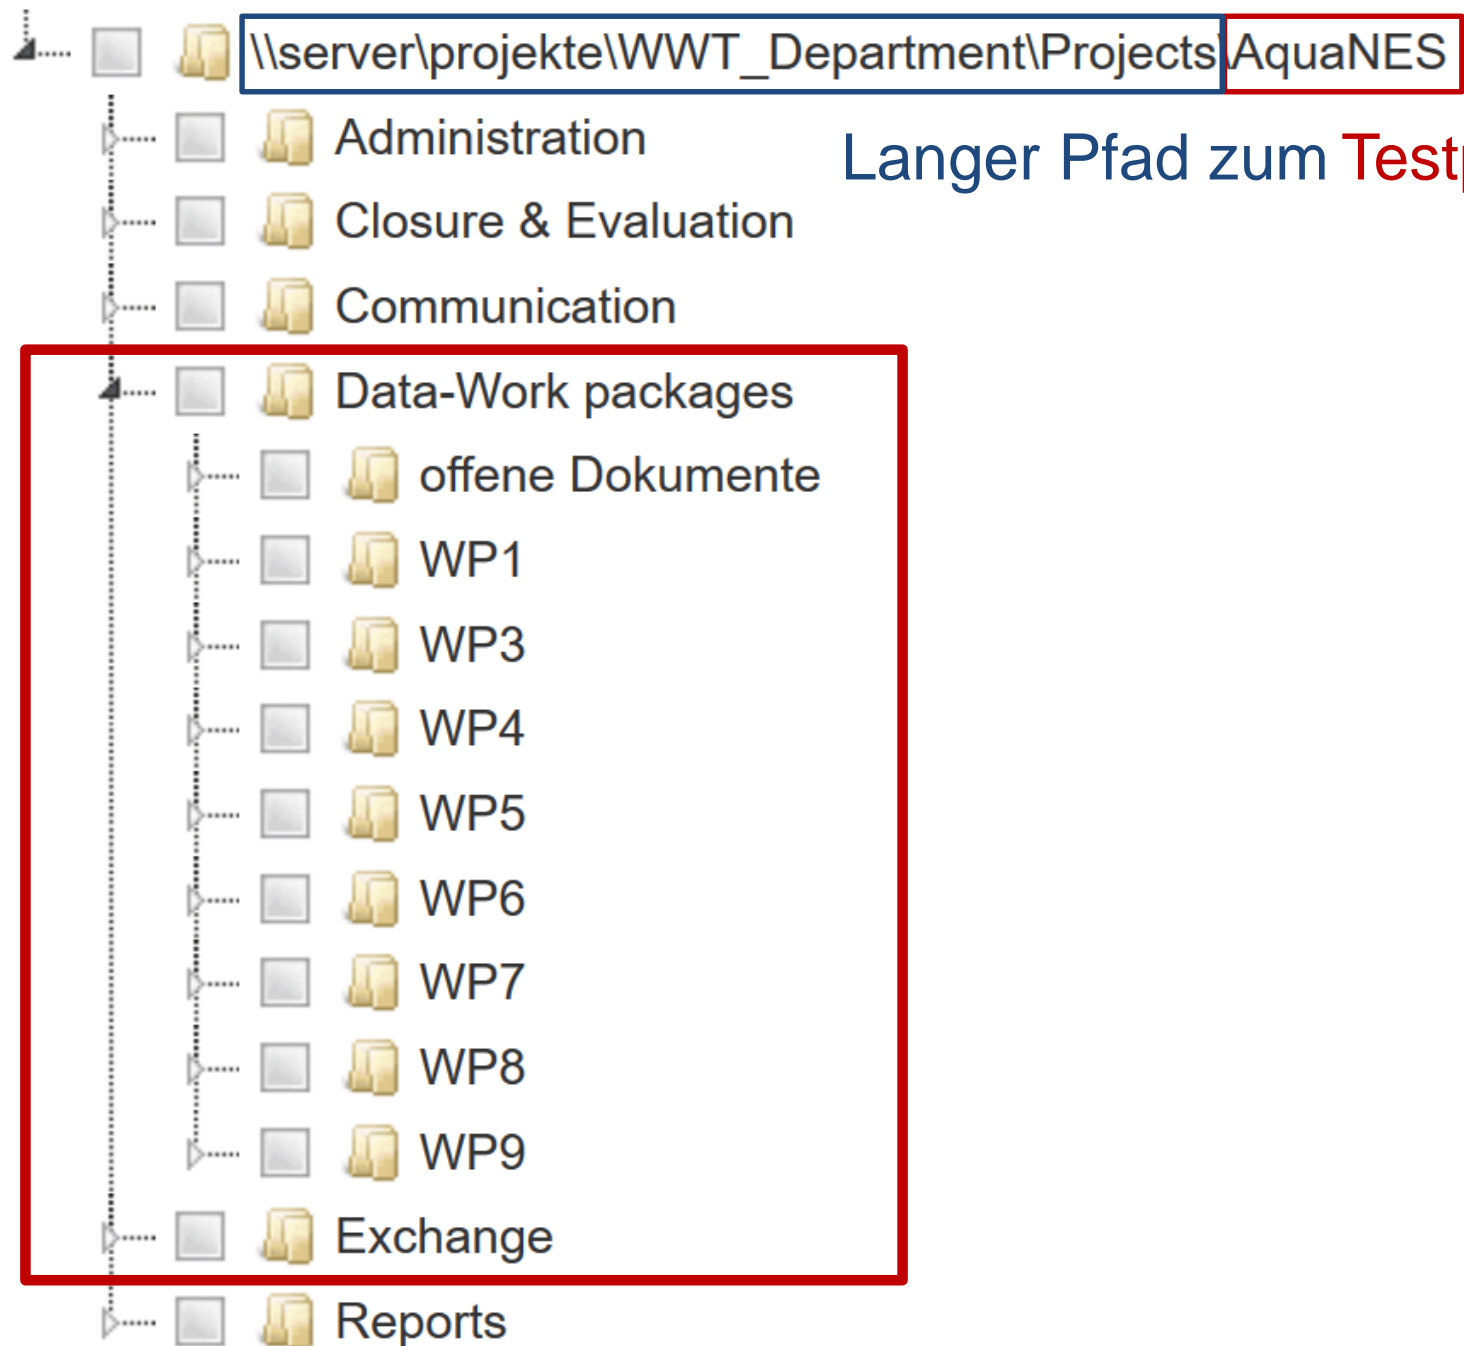 \\server\projekte\WWT_Department\Projects\AquaNES
Administration
Langer Pfad zum
Closure & Evaluation
Communication
Data-Work packages
offene Dokumente
WP1
WP3
WP4
WP5
WP6
WP7
WP8
WP9
Exchange
Reports